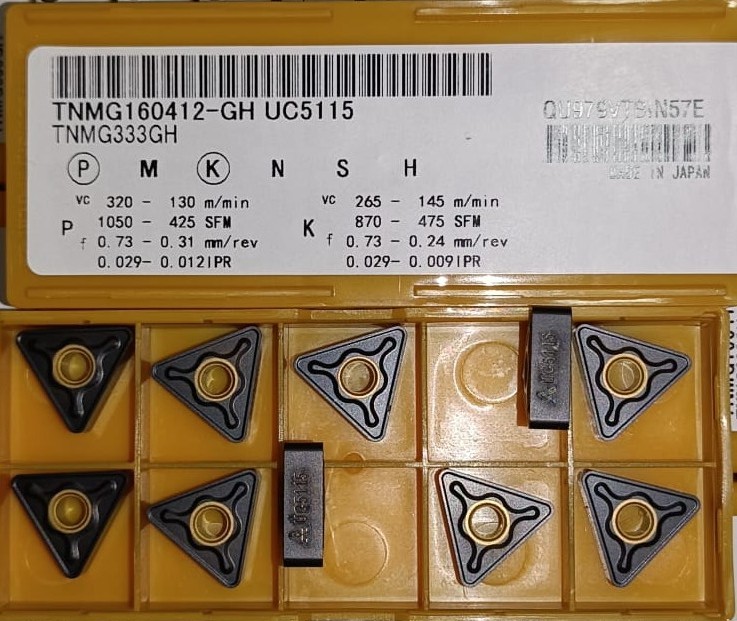 TNMG160412-GH UC5115
TNMG333GH
P M K N S H
MADE IN JAPAN
P
VC 320 - 130 m/min
1050 - 425 SFM
f 0.73 - 0.31 mm/rev
0.029- 0.012IPR
K
VC 265 - 145 m/min
870 - 475 SFM
f 0.73 - 0.24 mm/rev
0.029- 0.009IPR
UC5115
UC5115